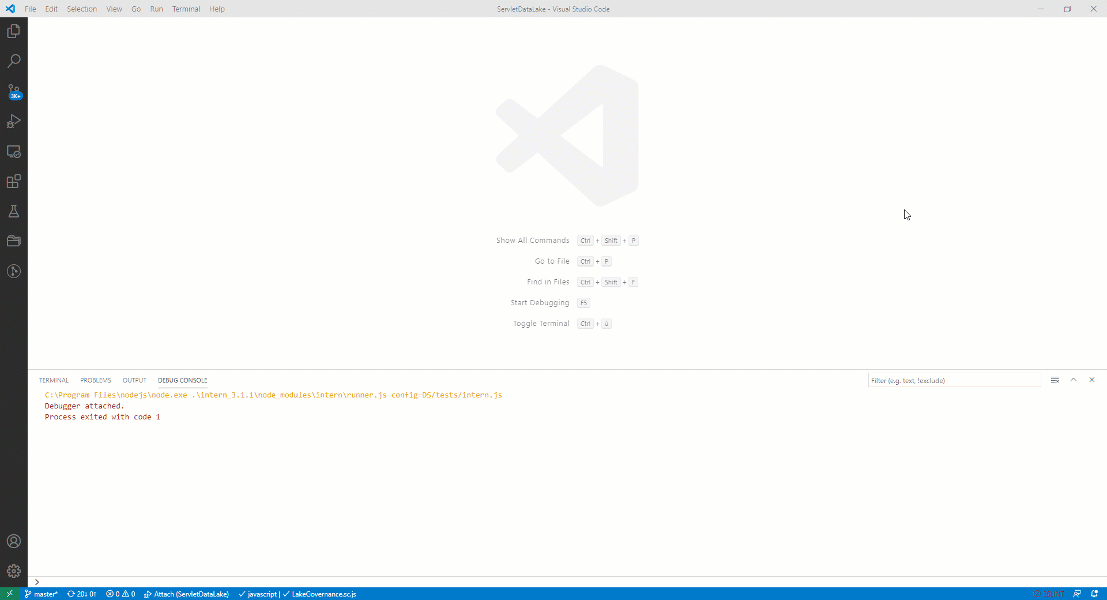 File Edit Selection View Go Run Terminal Help
ServletDataLake - Visual Studio Code
3K+
Show All Commands Ctrl + Shift + P
Go to File Ctrl + P
Find in Files Ctrl + Shift + F
Start Debugging F5
Toggle Terminal Ctrl + ù
TERMINAL PROBLEMS OUTPUT DEBUG CONSOLE
Filter (e.g. text, !exclude)
C:\Program Files\nodejs\node.exe .\intern_3.1.1\node_modules\intern\runner.js config=DS/tests/intern.js
Debugger attached.
Process exited with code 1
master* 20↓ 0↑ 0 0 Attach (ServletDataLake) javascript | LakeGovernance.sc.js